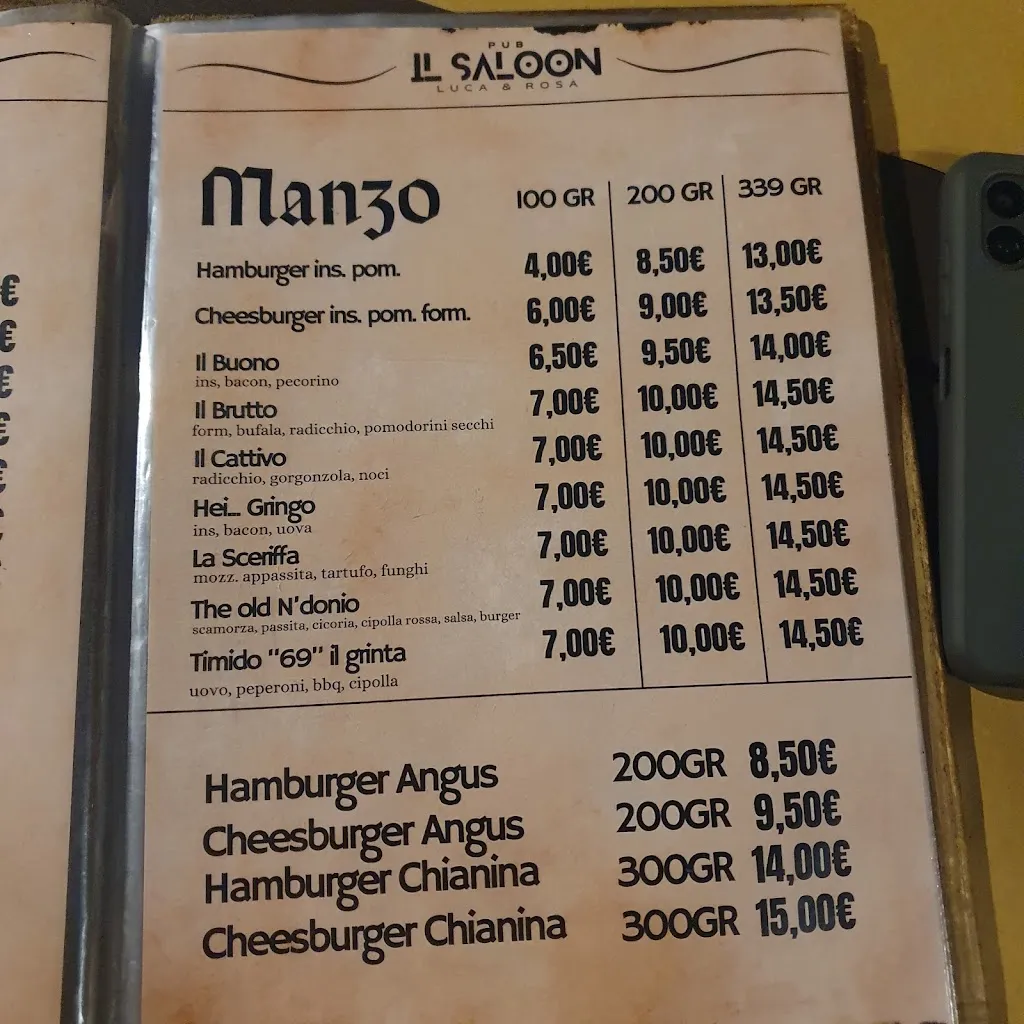 PUB
IL SALOON
LUCA & ROSA
Manzo 100 GR 200 GR 339 GR
Hamburger ins. pom. 4,00€ 8,50€ 13,00€
Cheesburger ins. pom. form. 6,00€ 9,00€ 13,50€
Il Buono 6,50€ 9,50€ 14,00€
ins, bacon, pecorino
Il Brutto 7,00€ 10,00€ 14,50€
form, bufala, radicchio, pomodorini secchi
Il Cattivo 7,00€ 10,00€ 14,50€
radicchio, gorgonzola, noci
Hei... Gringo 7,00€ 10,00€ 14,50€
ins, bacon, uova
La Sceriffa 7,00€ 10,00€ 14,50€
mozz. appassita, tartufo, funghi
The old N'donio 7,00€ 10,00€ 14,50€
scamorza, passita, cicoria, cipolla rossa, salsa, burger
Timido "69" il grinta 7,00€ 10,00€ 14,50€
uovo, peperoni, bbq, cipolla
Hamburger Angus 200GR 8,50€
Cheesburger Angus 200GR 9,50€
Hamburger Chianina 300GR 14,00€
Cheesburger Chianina 300GR 15,00€